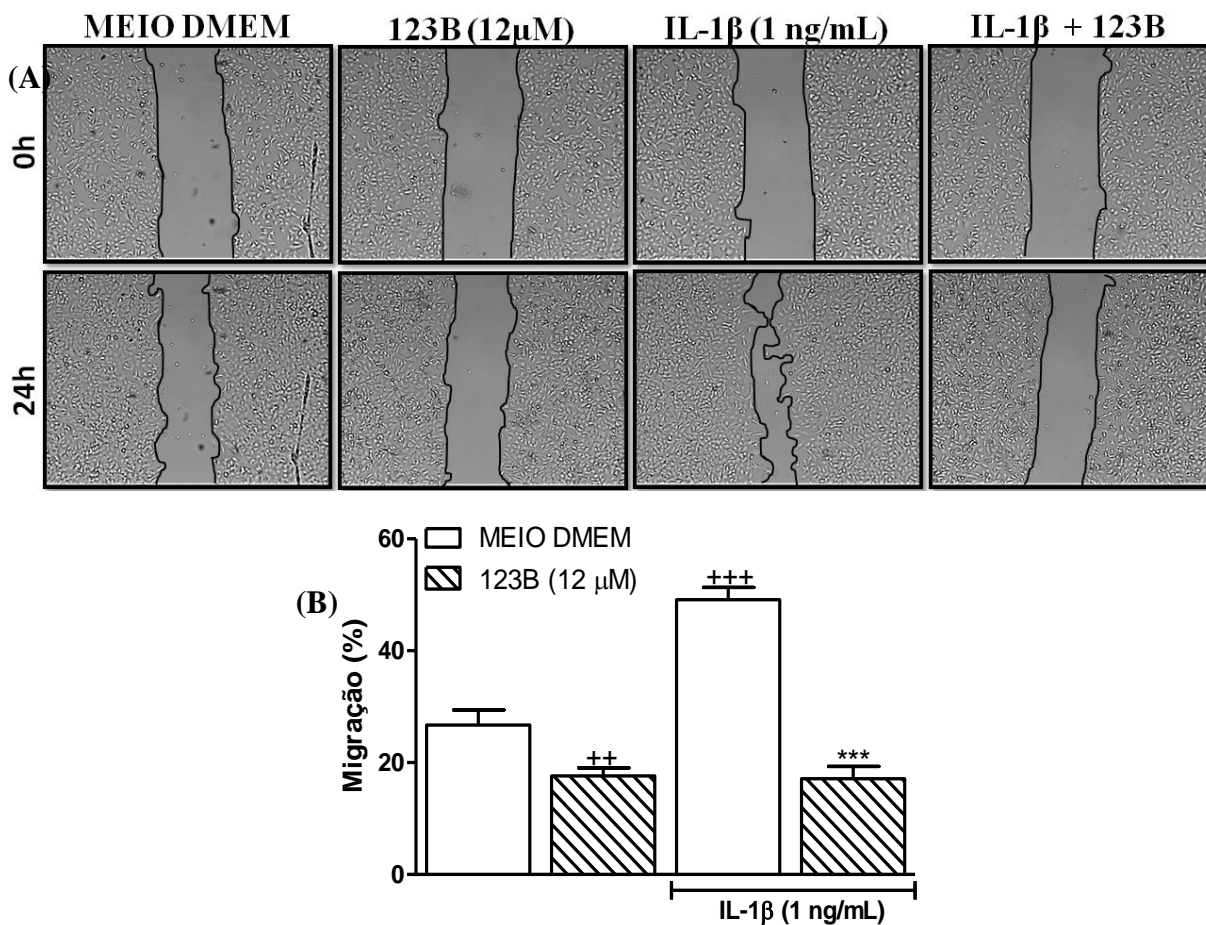 MEIO DMEM 123B (12μM) IL-1β (1 ng/mL) IL-1β + 123B
(A)
0h
24h
(B)
MEIO DMEM
123B (12 μM)
Migração (%)
60
40
20
0
++
+++
***
IL-1β (1 ng/mL)